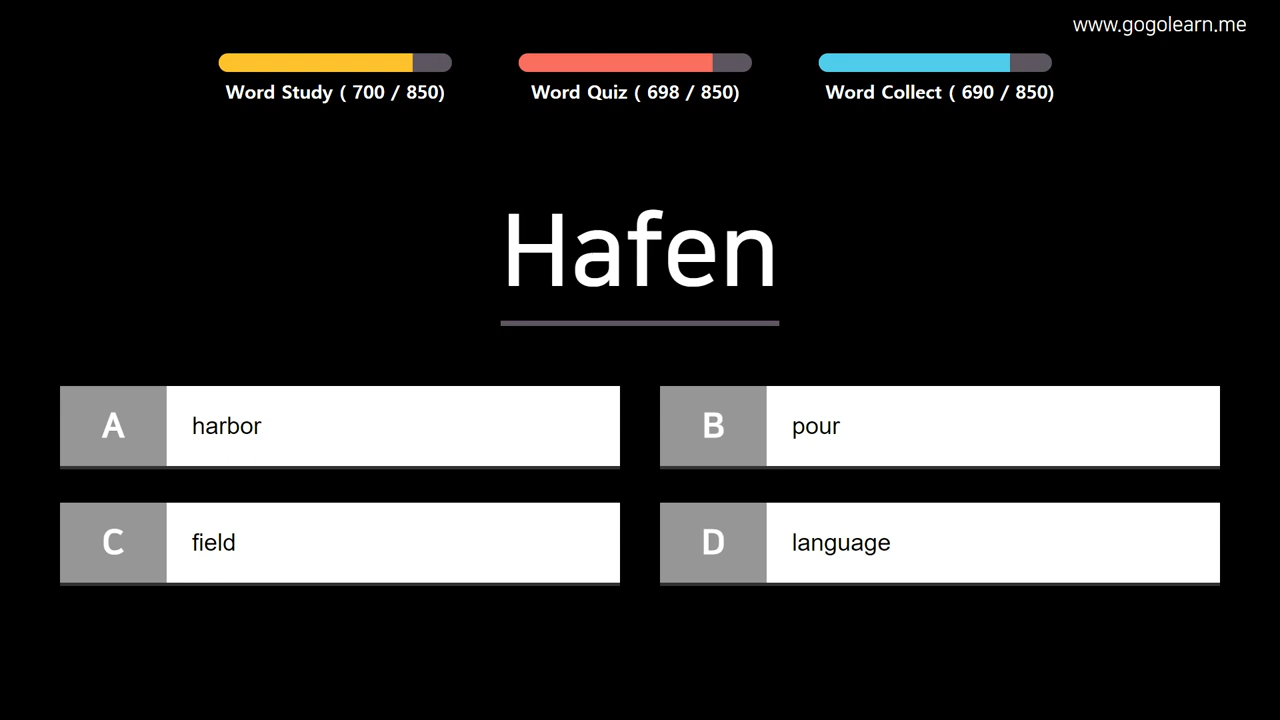 www.gogolearn.me
Word Study ( 700 / 850)
Word Quiz ( 698 / 850)
Word Collect ( 690 / 850)
Hafen
A harbor
B pour
C field
D language